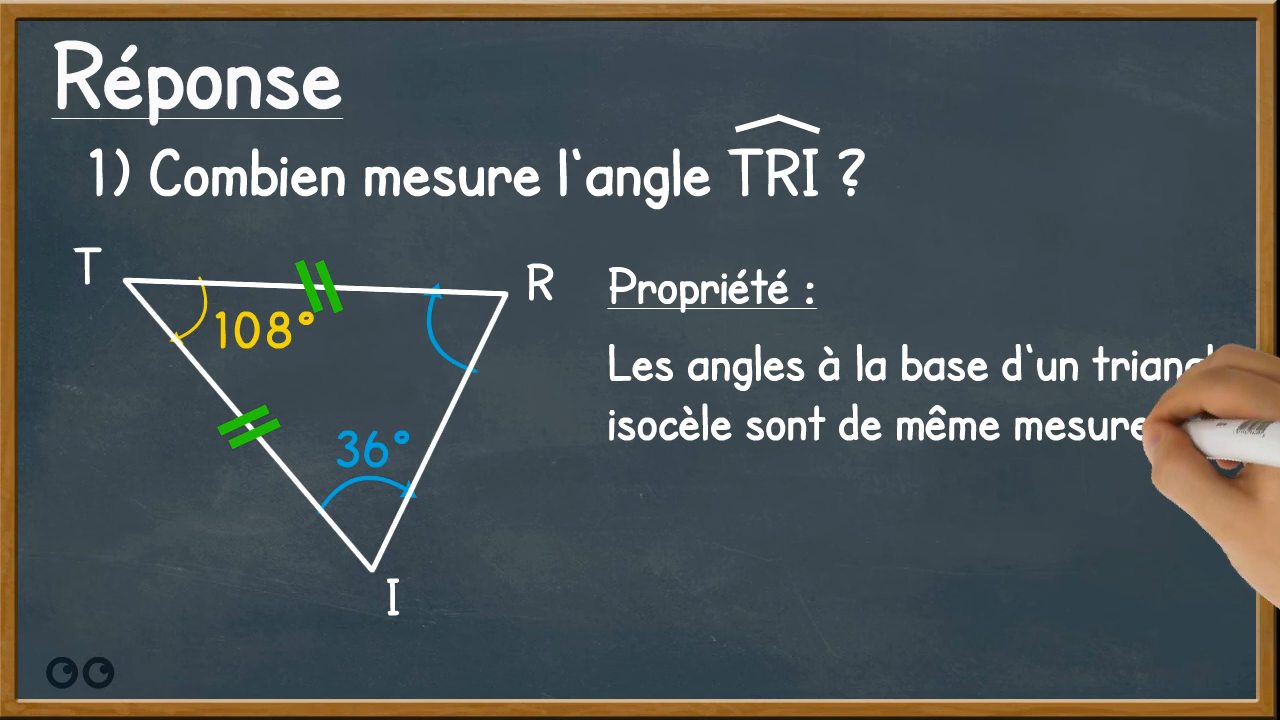 Réponse
1) Combien mesure l'angle TRI ?
T
R
108°
36°
I
Propriété :
Les angles à la base d'un
isocèle sont de même mesure